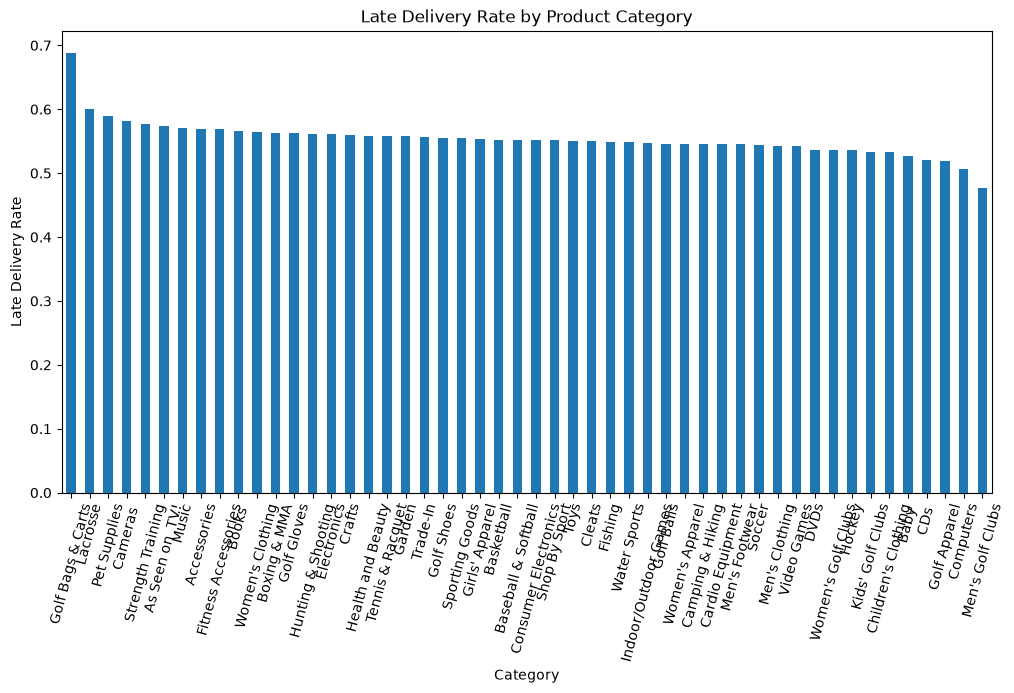 Late Delivery Rate by Product Category
Late Delivery Rate
0.7
0.6
0.5
0.4
0.3
0.2
0.1
0.0
Golf Bags & Carts
Lacrosse
Pet Supplies
Cameras
Strength Training
As Seen on TV!
Music
Accessories
Fitness Accessories
Books
Women's Clothing
Boxing & MMA
Golf Gloves
Hunting & Shooting
Electronics
Crafts
Health and Beauty
Tennis & Racquet
Garden
Trade-In
Golf Shoes
Sporting Goods
Girls' Apparel
Basketball
Baseball & Softball
Consumer Electronics
Shop By Sport
Toys
Cleats
Fishing
Water Sports
Indoor/Outdoor Games
Golf Balls
Women's Apparel
Camping & Hiking
Cardio Equipment
Men's Footwear
Soccer
Men's Clothing
Video Games
DVDs
Women's Golf Clubs
Hockey
Kids' Golf Clubs
Children's Clothing
Baby
CDs
Golf Apparel
Computers
Men's Golf Clubs
Category